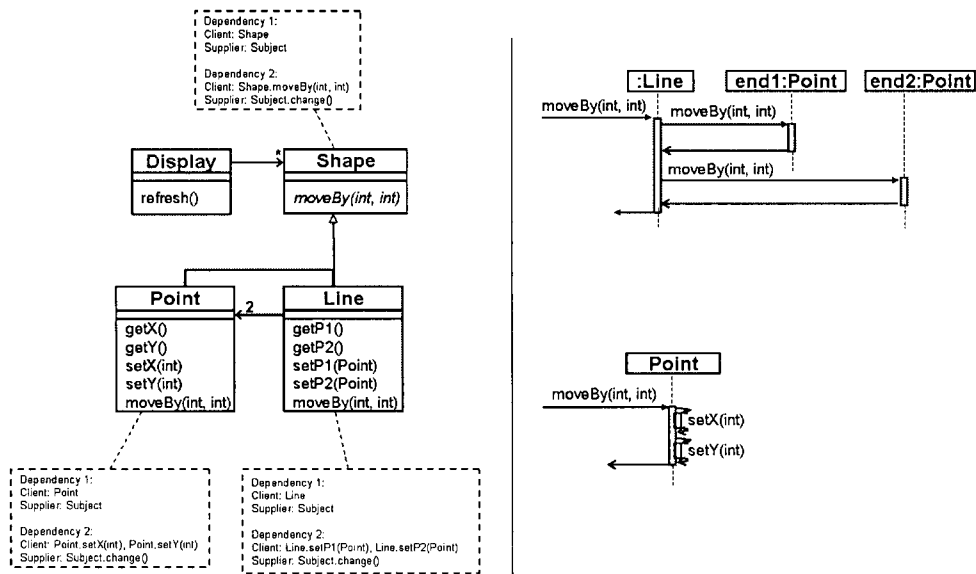 Dependency 1:
Client: Shape
Supplier: Subject
Dependency 2:
Client: Shape.moveBy(int, int)
Supplier: Subject.change()
Display
refresh()
*
Shape
moveBy(int, int)
Point
getX()
getY()
setX(int)
setY(int)
moveBy(int, int)
2
Line
getP1()
getP2()
setP1(Point)
setP2(Point)
moveBy(int, int)
Dependency 1:
Client: Point
Supplier: Subject
Dependency 2:
Client: Point.setX(int), Point.setY(int)
Supplier: Subject.change()
Dependency 1:
Client: Line
Supplier: Subject
Dependency 2:
Client: Line.setP1(Point), Line.setP2(Point)
Supplier: Subject.change()
:Line
end1:Point
end2:Point
moveBy(int, int)
moveBy(int, int)
moveBy(int, int)
Point
moveBy(int, int)
setX(int)
setY(int)